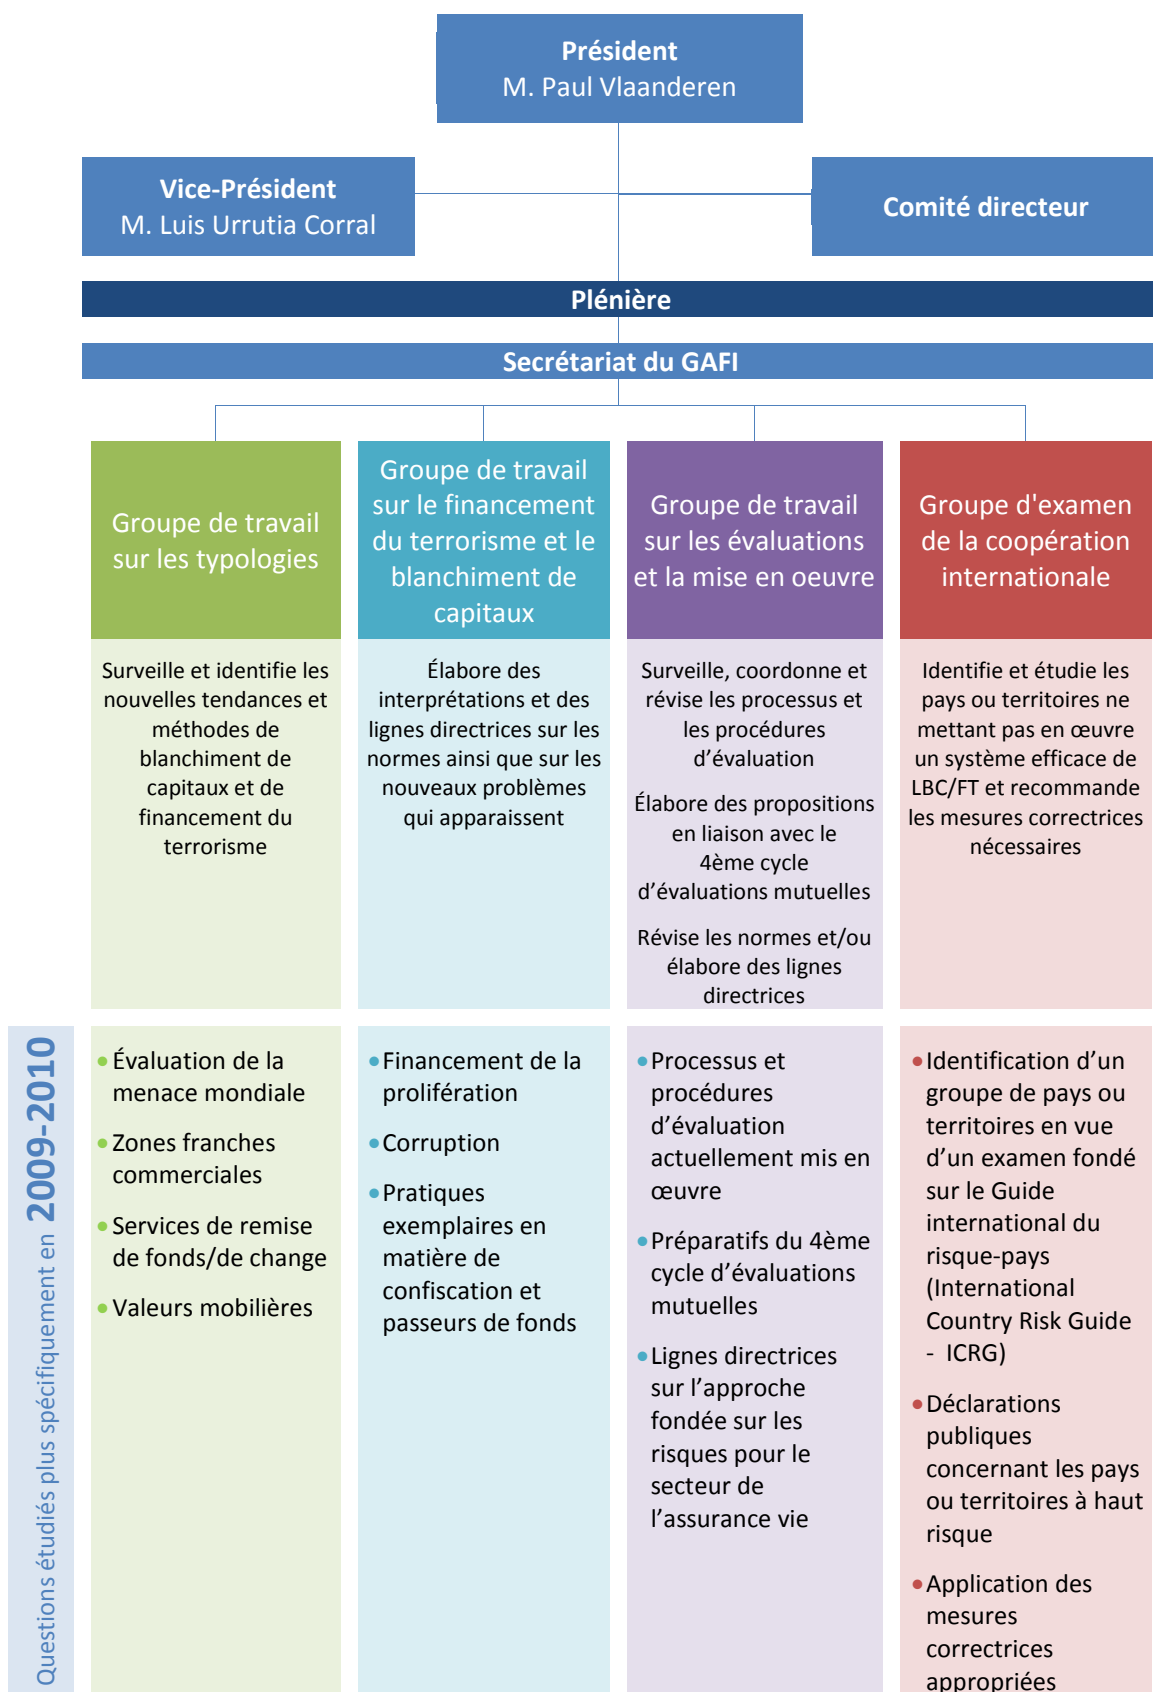 Président
M. Paul Vlaanderen
Vice-Président
M. Luis Urrutia Corral
Comité directeur
Plénière
Secrétariat du GAFI
Groupe de travail
sur les typologies
Groupe de travail
sur le financement
du terrorisme et le
blanchiment de
capitaux
Groupe de travail
sur les évaluations
et la mise en oeuvre
Groupe d'examen
de la coopération
internationale
Surveille et identifie les
nouvelles tendances et
méthodes de
blanchiment de
capitaux et de
financement du
terrorisme
Élabore des
interprétations et des
lignes directrices sur les
normes ainsi que sur les
nouveaux problèmes
qui apparaissent
Surveille, coordonne et
révise les processus et
les procédures
d’évaluation
Élabore des propositions
en liaison avec le
4ème cycle
d’évaluations mutuelles
Révise les normes et/ou
élabore des lignes
directrices
Identifie et étudie les
pays ou territoires ne
mettant pas en œuvre
un système efficace de
LBC/FT et recommande
les mesures correctrices
nécessaires
Questions étudiés plus spécifiquement en 2009-2010
• Évaluation de la
menace mondiale
• Zones franches
commerciales
• Services de remise
de fonds/de change
• Valeurs mobilières
• Financement de la
prolifération
• Corruption
• Pratiques
exemplaires en
matière de
confiscation et
passeurs de fonds
• Processus et
procédures
d’évaluation
actuellement mis en
œuvre
• Préparatifs du 4ème
cycle d’évaluations
mutuelles
• Lignes directrices
sur l’approche
fondée sur les
risques pour le
secteur de
l’assurance vie
• Identification d’un
groupe de pays ou
territoires en vue
d’un examen fondé
sur le Guide
international du
risque-pays
(International
Country Risk Guide
- ICRG)
• Déclarations
publiques
concernant les pays
ou territoires à haut
risque
• Application des
mesures
correctrices
appropriées